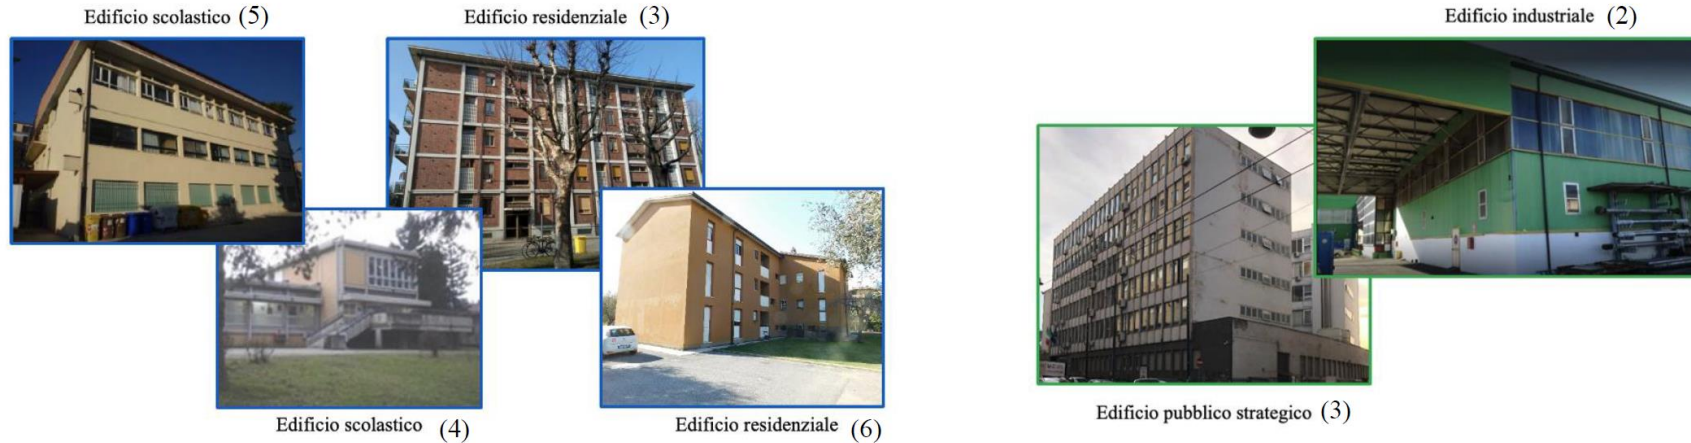 Edificio scolastico (5)
Edificio residenziale (3)
Edificio industriale (2)
Edificio scolastico (4)
Edificio residenziale (6)
Edificio pubblico strategico (3)